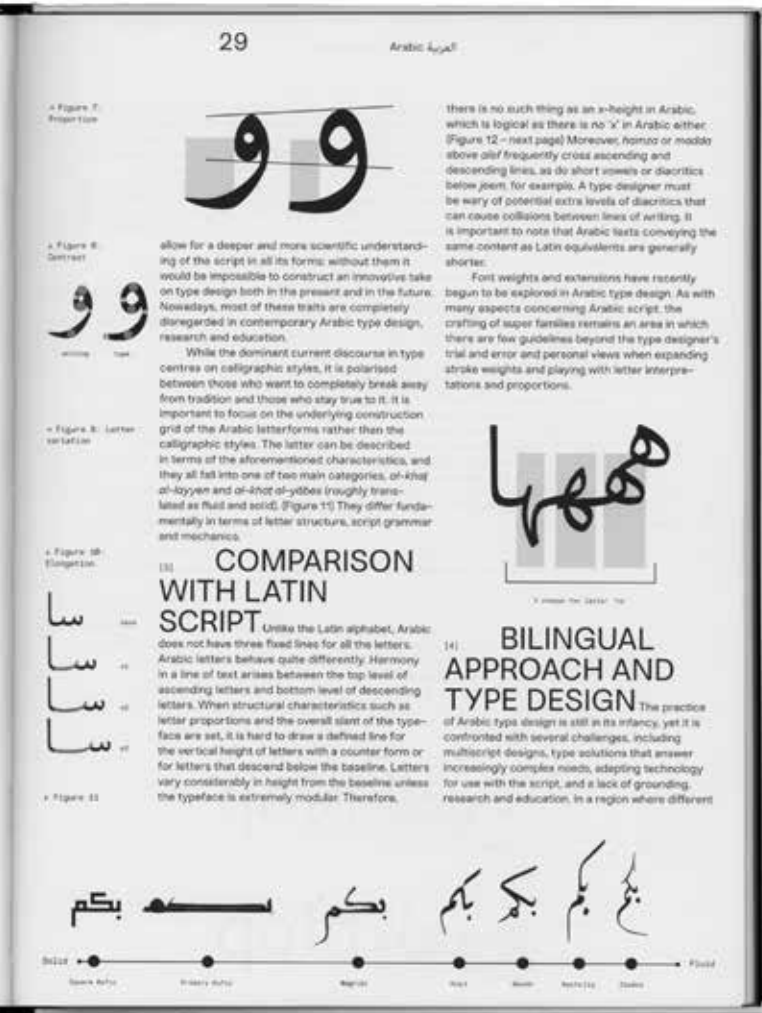 29
Arabic العربية
Figure 7:
Proportion
Figure 8:
Contrast
writing type
Figure 9: Letter
variation
Figure 10:
Elongation
سا
سا
سا
سا
Figure 11
و و
و و
allow for a deeper and more scientific understand-
ing of the script in all its forms; without them it
would be impossible to construct an innovative take
on type design both in the present and in the future.
Nowadays, most of these traits are completely
disregarded in contemporary Arabic type design,
research and education.
While the dominant current discourse in type
centres on calligraphic styles, it is polarised
between those who want to completely break away
from tradition and those who stay true to it. It is
important to focus on the underlying construction
grid of the Arabic letterforms rather than the
calligraphic styles. The latter can be described
in terms of the aforementioned characteristics, and
they all fall into one of two main categories, al-khaṭ
al-layyen and al-khaṭ al-yābes (roughly trans-
lated as fluid and solid). (Figure 11) They differ funda-
mentally in terms of letter structure, script grammar
and mechanics.
[3] COMPARISON
WITH LATIN
SCRIPT Unlike the Latin alphabet, Arabic
does not have three fixed lines for all the letters.
Arabic letters behave quite differently. Harmony
in a line of text arises between the top level of
ascending letters and bottom level of descending
letters. When structural characteristics such as
letter proportions and the overall slant of the type-
face are set, it is hard to draw a defined line for
the vertical height of letters with a counter form or
for letters that descend below the baseline. Letters
vary considerably in height from the baseline unless
the typeface is extremely modular. Therefore,
there is no such thing as an x-height in Arabic,
which is logical as there is no 'x' in Arabic either.
(Figure 12 – next page) Moreover, hamza or madda
above alef frequently cross ascending and
descending lines, as do short vowels or diacritics
below jeem, for example. A type designer must
be wary of potential extra levels of diacritics that
can cause collisions between lines of writing. It
is important to note that Arabic texts conveying the
same content as Latin equivalents are generally
shorter.
Font weights and extensions have recently
begun to be explored in Arabic type design. As with
many aspects concerning Arabic script, the
crafting of super families remains an area in which
there are few guidelines beyond the type designer's
trial and error and personal views when expanding
stroke weights and playing with letter interpre-
tations and proportions.
ههها
[4] BILINGUAL
APPROACH AND
TYPE DESIGN The practice
of Arabic type design is still in its infancy, yet it is
confronted with several challenges, including
multiscript designs, type solutions that answer
increasingly complex needs, adapting technology
for use with the script, and a lack of grounding,
research and education. In a region where different
بكم بكم بكم بكم بكم بكم بكم
Solid Fluid
Square Kufic Primary Kufic Magribi